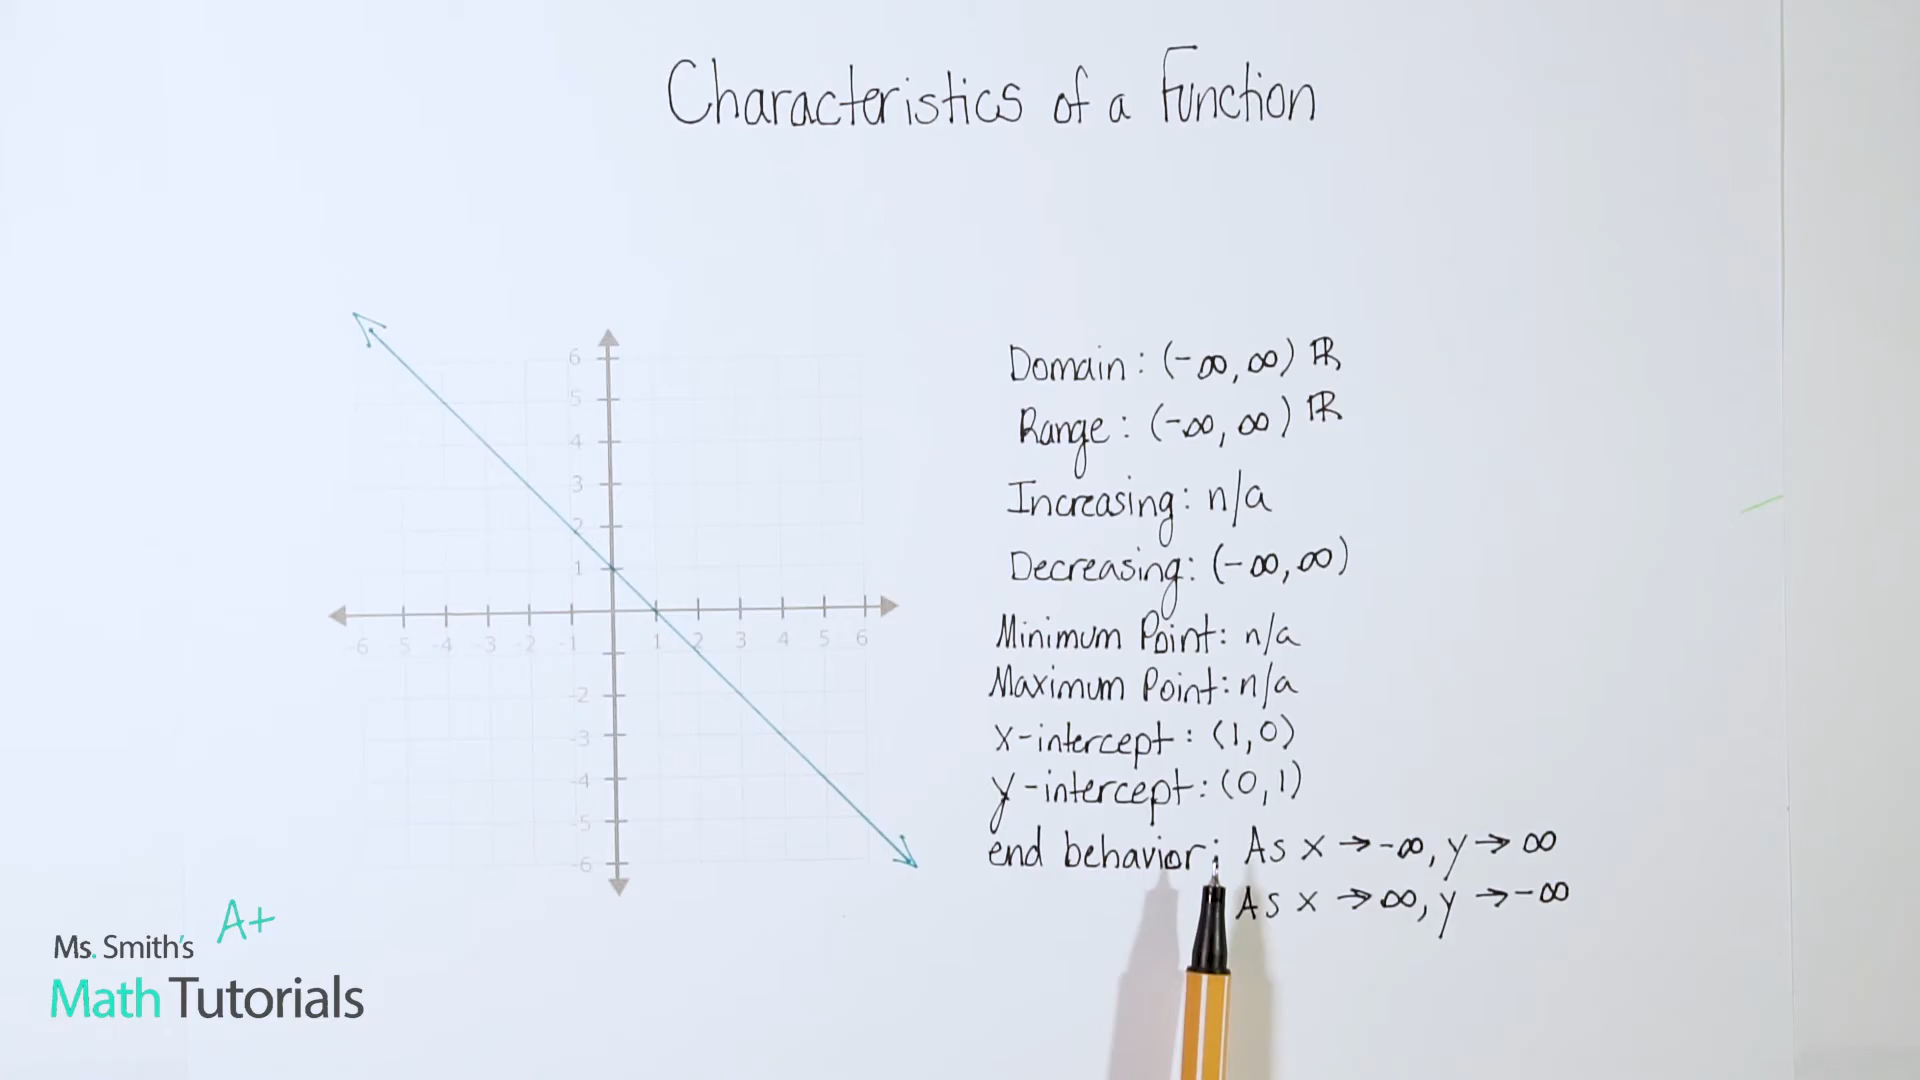 Characteristics of a Function
6
5
4
3
2
1
-6 -5 -4 -3 -2 -1 1 2 3 4 5 6
-2
-3
-4
-5
-6
Domain: (-∞, ∞) ℝ
Range: (-∞, ∞) ℝ
Increasing: n/a
Decreasing: (-∞, ∞)
Minimum Point: n/a
Maximum Point: n/a
x-intercept: (1,0)
y-intercept: (0,1)
end behavior: As x → -∞, y → ∞
As x → ∞, y → -∞
A+
Ms. Smith's
Math Tutorials